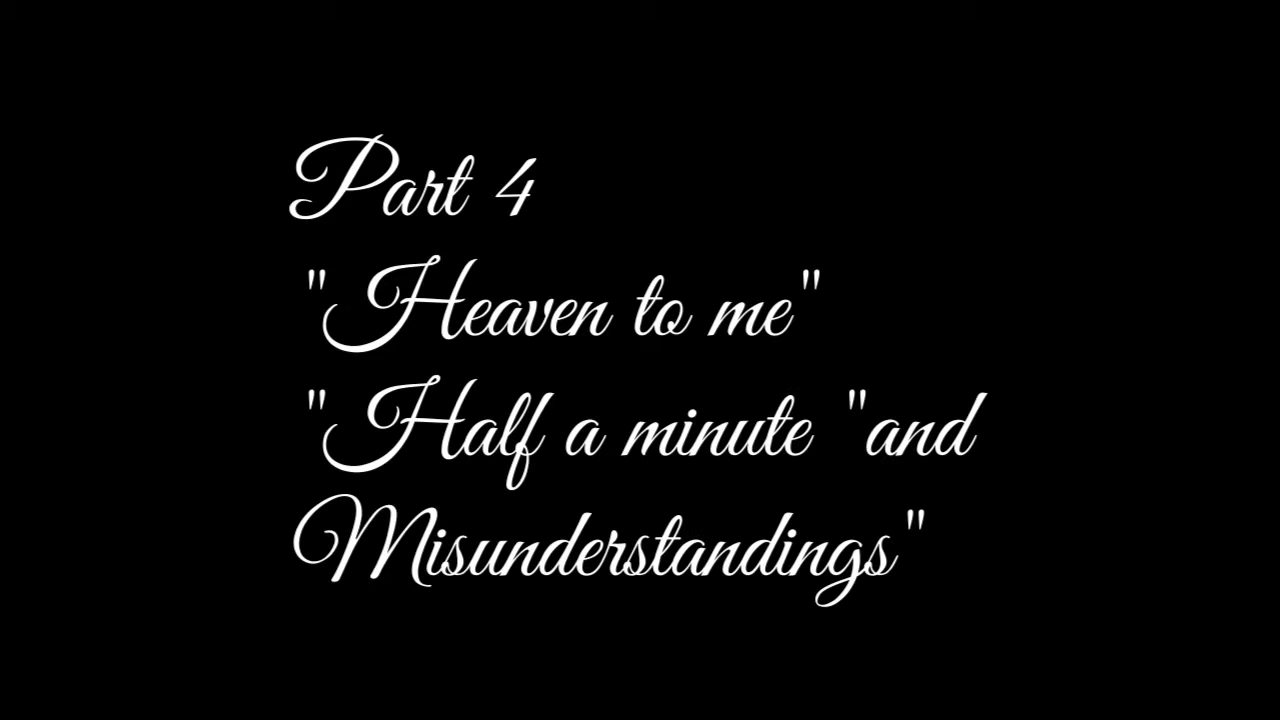 Part 4
"Heaven to me"
"Half a minute "and
Misunderstandings"